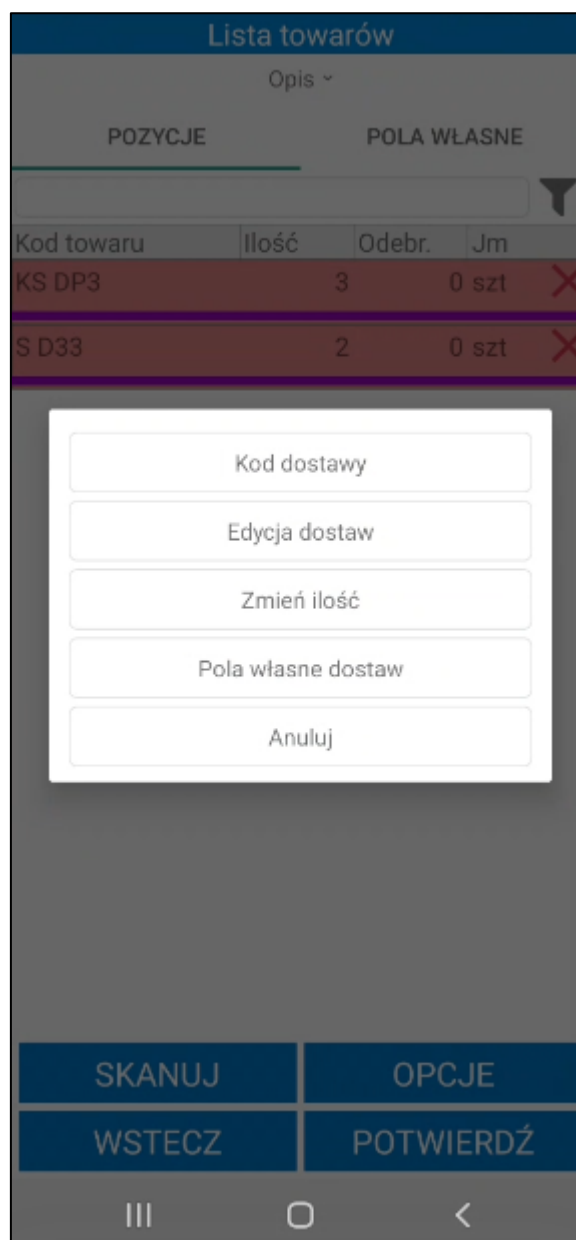 Lista towarów
Opis
POZYCJE POLA WŁASNE
Kod towaru Ilość Odebr. Jm
KS DP3 3 0 szt
S D33 2 0 szt
Kod dostawy
Edycja dostaw
Zmień ilość
Pola własne dostaw
Anuluj
SKANUJ OPCJE
WSTECZ POTWIERDŹ